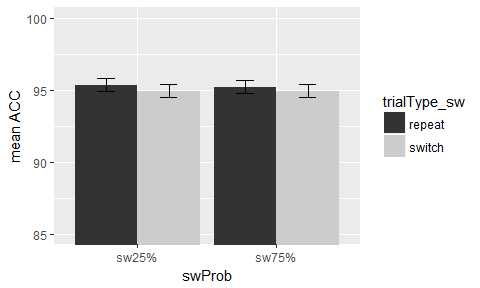 100
95
90
85
mean ACC
sw25%
sw75%
swProb
trialType_sw
repeat
switch